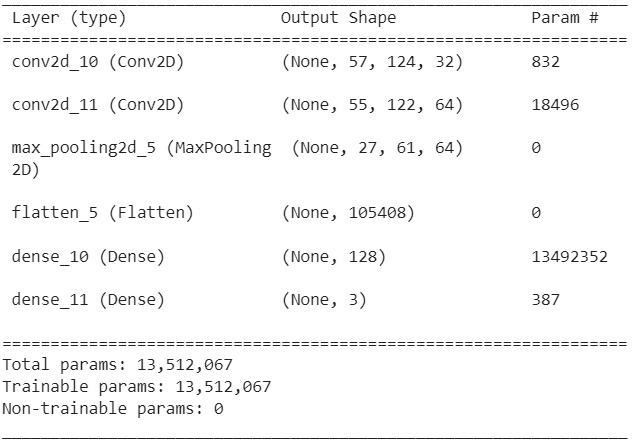 Layer (type) Output Shape Param #
conv2d_10 (Conv2D) (None, 57, 124, 32) 832
conv2d_11 (Conv2D) (None, 55, 122, 64) 18496
max_pooling2d_5 (MaxPooling (None, 27, 61, 64) 0
2D)
flatten_5 (Flatten) (None, 105408) 0
dense_10 (Dense) (None, 128) 13492352
dense_11 (Dense) (None, 3) 387
Total params: 13,512,067
Trainable params: 13,512,067
Non-trainable params: 0